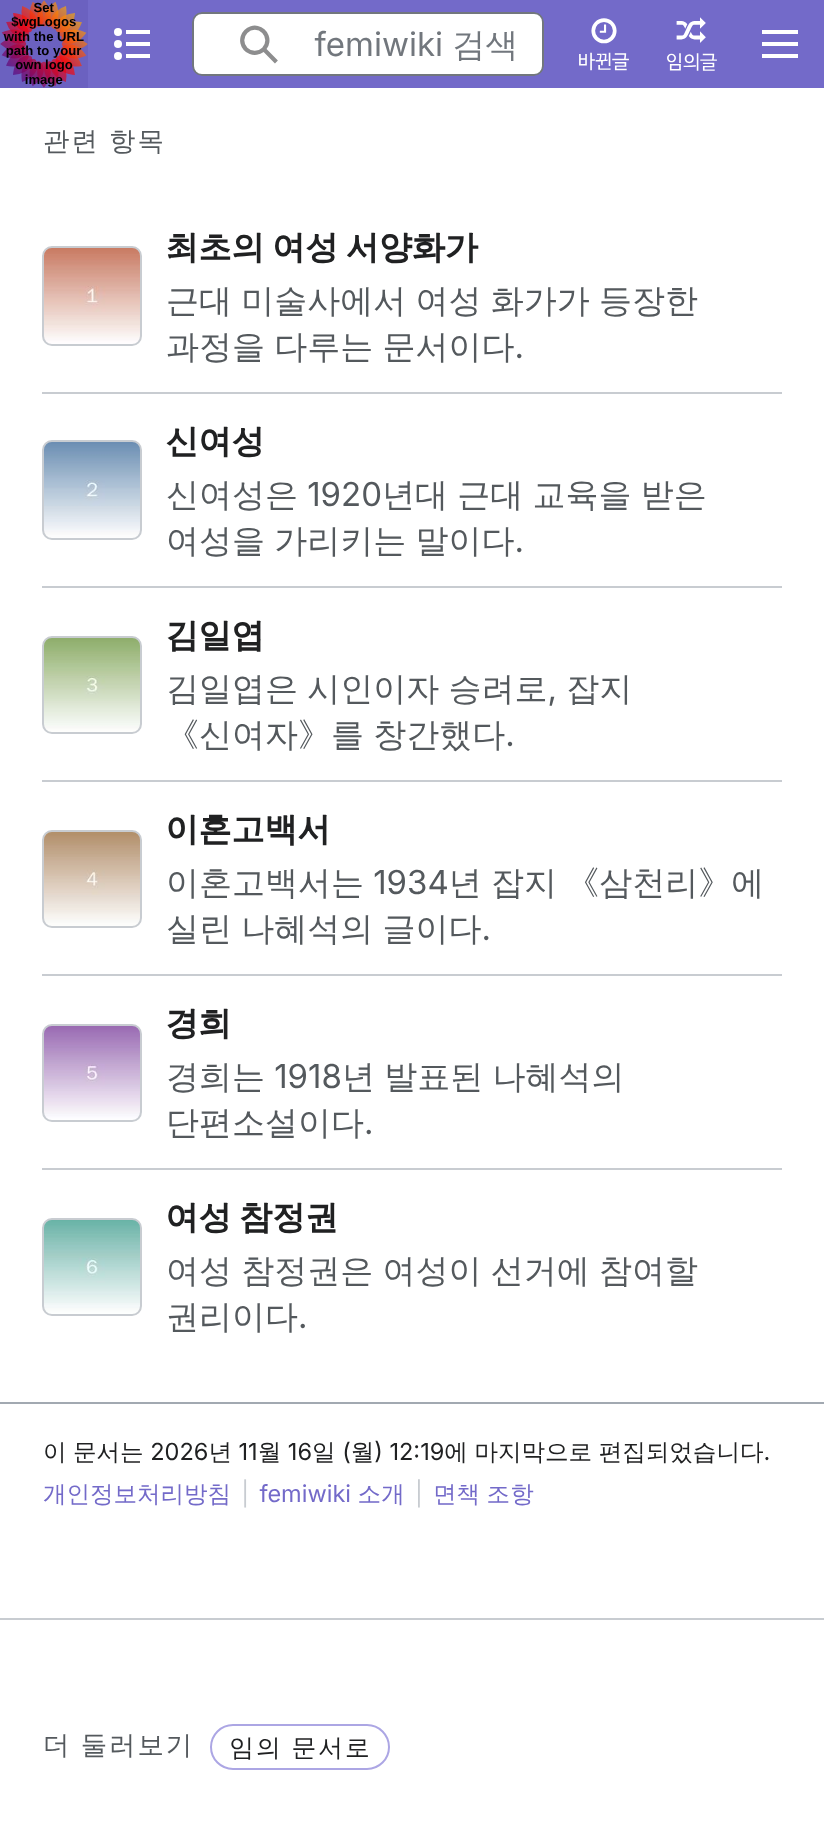 Set
$wgLogos
with the URL
path to your
own logo
image
femiwiki 검색
바뀐글
임의글
관련 항목
1
최초의 여성 서양화가
근대 미술사에서 여성 화가가 등장한
과정을 다루는 문서이다.
2
신여성
신여성은 1920년대 근대 교육을 받은
여성을 가리키는 말이다.
3
김일엽
김일엽은 시인이자 승려로, 잡지
《신여자》를 창간했다.
4
이혼고백서
이혼고백서는 1934년 잡지 《삼천리》에
실린 나혜석의 글이다.
5
경희
경희는 1918년 발표된 나혜석의
단편소설이다.
6
여성 참정권
여성 참정권은 여성이 선거에 참여할
권리이다.
이 문서는 2026년 11월 16일 (월) 12:19에 마지막으로 편집되었습니다.
개인정보처리방침 | femiwiki 소개 | 면책 조항
더 둘러보기 임의 문서로